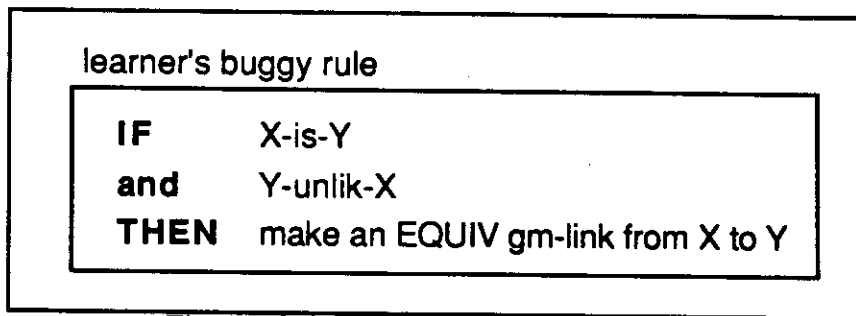 learner's buggy rule
IF X-is-Y
and Y-unlik-X
THEN make an EQUIV gm-link from X to Y